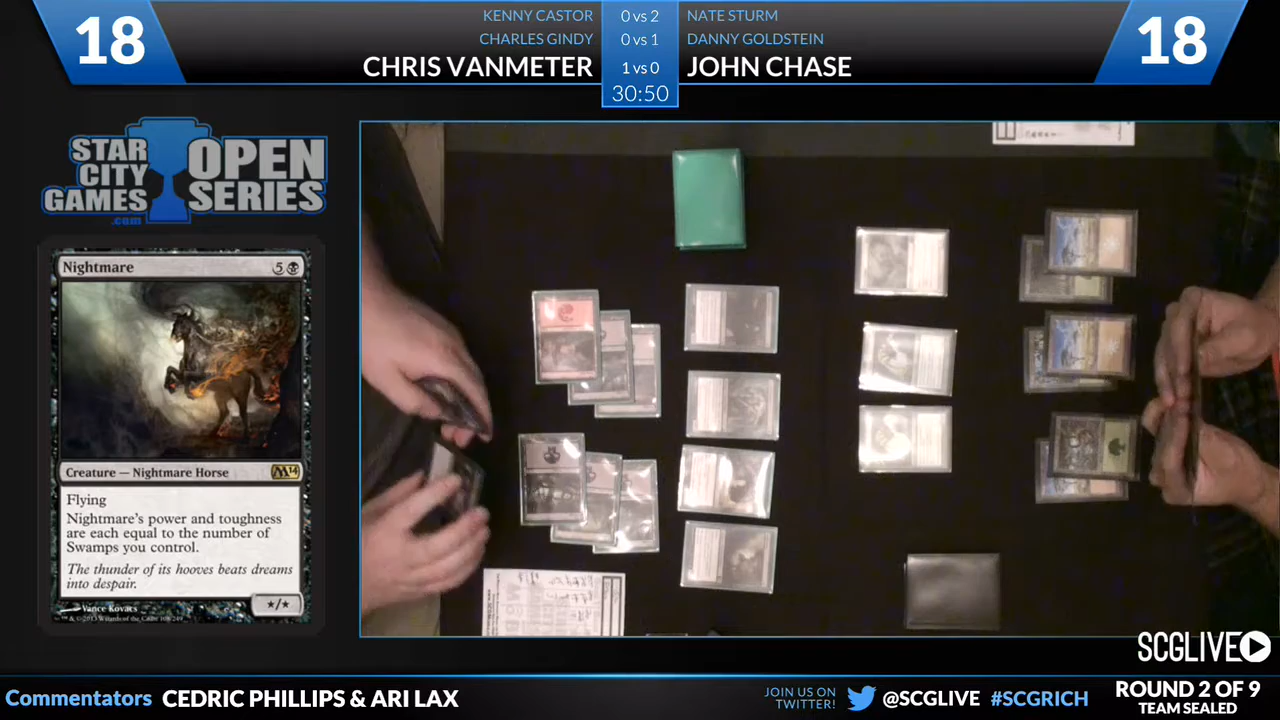 18
KENNY CASTOR 0 vs 2 NATE STURM
CHARLES GINDY 0 vs 1 DANNY GOLDSTEIN
CHRIS VANMETER 1 vs 0 JOHN CHASE
30:50
18
STAR
CITY
GAMES
.com
OPEN
SERIES
Nightmare 5
Creature — Nightmare Horse M14
Flying
Nightmare's power and toughness
are each equal to the number of
Swamps you control.
The thunder of its hooves beats dreams
into despair.
Vance Kovacs
★/★
SCGLIVE
Commentators CEDRIC PHILLIPS & ARI LAX
JOIN US ON
TWITTER!
@SCGLIVE #SCGRICH
ROUND 2 OF 9
TEAM SEALED